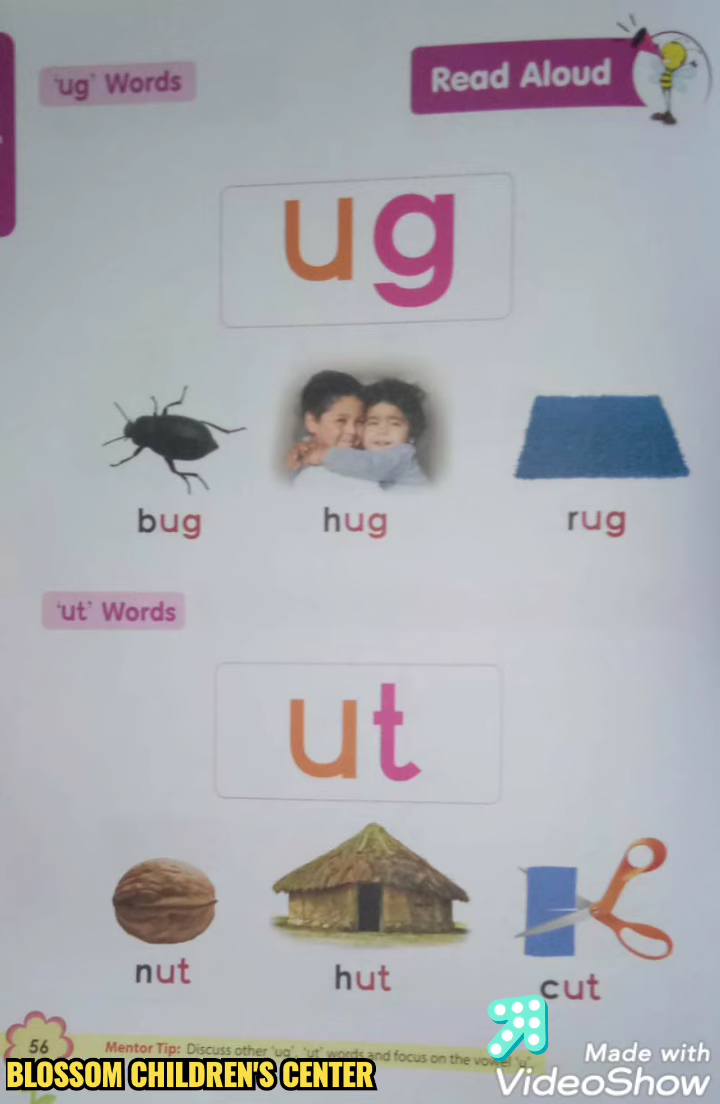 'ug' Words
Read Aloud
ug
bug hug rug
'ut' Words
ut
nut hut cut
56
Mentor Tip: Discuss other 'ug', 'ut' words and focus on the vowel 'u'.
BLOSSOM CHILDREN'S CENTER
Made with
VideoShow